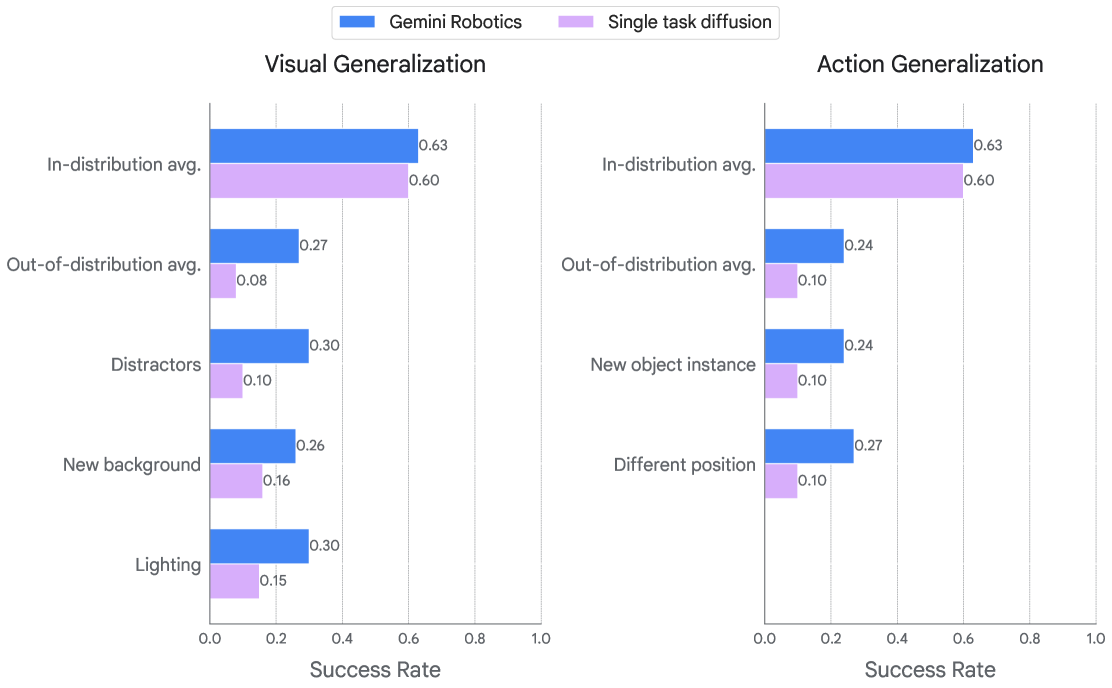 Gemini Robotics
Single task diffusion
Visual Generalization
In-distribution avg.
0.63
0.60
Out-of-distribution avg.
0.27
0.08
Distractors
0.30
0.10
New background
0.26
0.16
Lighting
0.30
0.15
0.0 0.2 0.4 0.6 0.8 1.0
Success Rate
Action Generalization
In-distribution avg.
0.63
0.60
Out-of-distribution avg.
0.24
0.10
New object instance
0.24
0.10
Different position
0.27
0.10
0.0 0.2 0.4 0.6 0.8 1.0
Success Rate